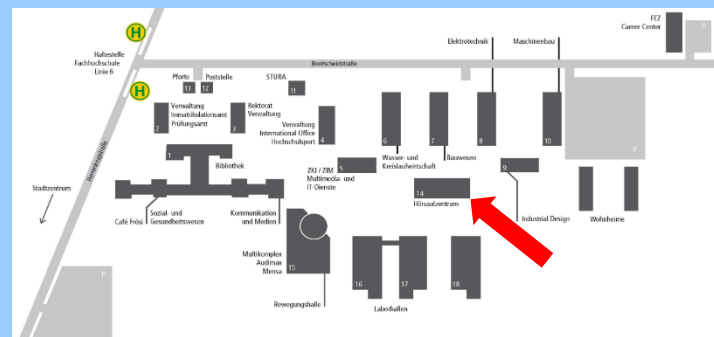 FEZ
Career Center
P
Elektrotechnik
Maschinenbau
H
Haltestelle
Fachhochschule
Linie 6
Breitscheidstraße
Pforte
Poststelle
STURA
13
12
11
H
Verwaltung
Immatrikulationsamt
Prüfungsamt
2
Rektorat
Verwaltung
3
4
Verwaltung
International Office
Hochschulsport
6
7
8
10
1
Bibliothek
Wasser- und
Kreislaufwirtschaft
Bauwesen
P
5
ZKI / ZIM
Multimedia- und
IT-Dienste
9
Stadtzentrum
14
Hörsaalzentrum
Café Frösi
Sozial- und
Gesundheitswesen
Kommunikation
und Medien
Industrial Design
Wohnheime
Multikomplex
Audimax
Mensa
15
P
16
17
18
Bewegungshalle
Laborhallen